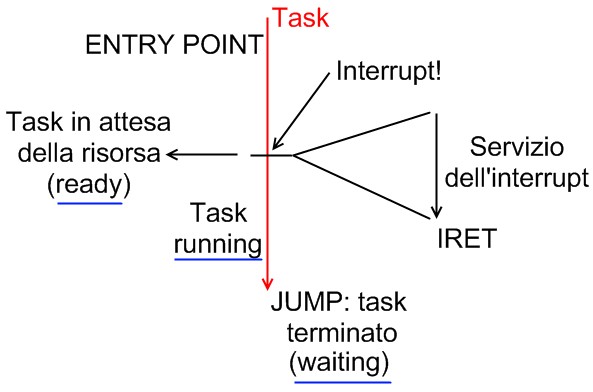 Task
ENTRY POINT
Interrupt!
Task in attesa
della risorsa
(ready)
Servizio
dell'interrupt
Task
running
IRET
JUMP: task
terminato
(waiting)